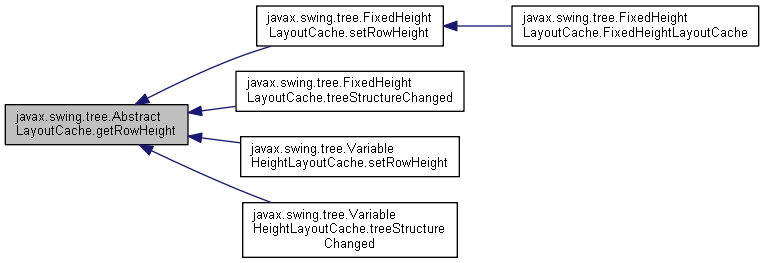 javax.swing.tree.FixedHeight
LayoutCache.setRowHeight
javax.swing.tree.FixedHeight
LayoutCache.FixedHeightLayoutCache
javax.swing.tree.FixedHeight
LayoutCache.treeStructureChanged
javax.swing.tree.Abstract
LayoutCache.getRowHeight
javax.swing.tree.Variable
HeightLayoutCache.setRowHeight
javax.swing.tree.Variable
HeightLayoutCache.treeStructure
Changed